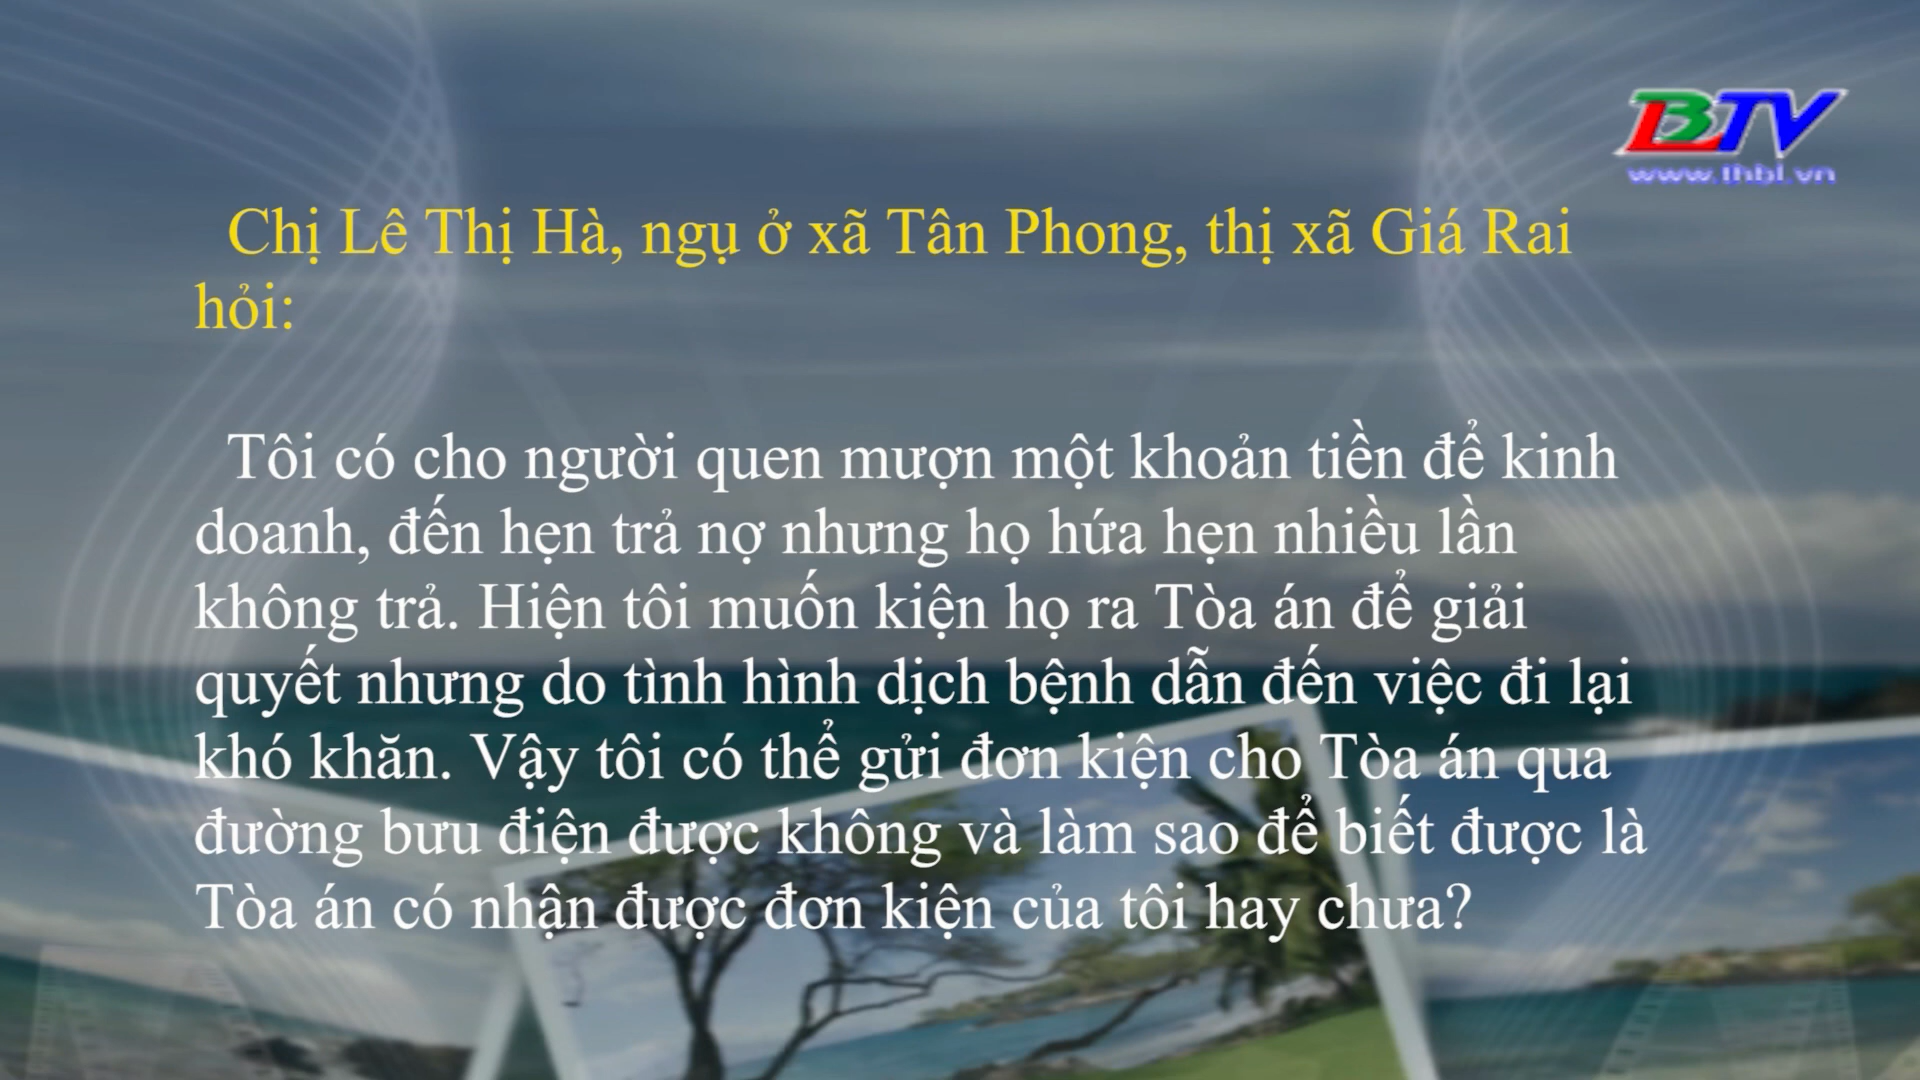 BTV
www.thbl.vn
Chị Lê Thị Hà, ngụ ở xã Tân Phong, thị xã Giá Rai
hỏi:
Tôi có cho người quen mượn một khoản tiền để kinh
doanh, đến hẹn trả nợ nhưng họ hứa hẹn nhiều lần
không trả. Hiện tôi muốn kiện họ ra Tòa án để giải
quyết nhưng do tình hình dịch bệnh dẫn đến việc đi lại
khó khăn. Vậy tôi có thể gửi đơn kiện cho Tòa án qua
đường bưu điện được không và làm sao để biết được là
Tòa án có nhận được đơn kiện của tôi hay chưa?